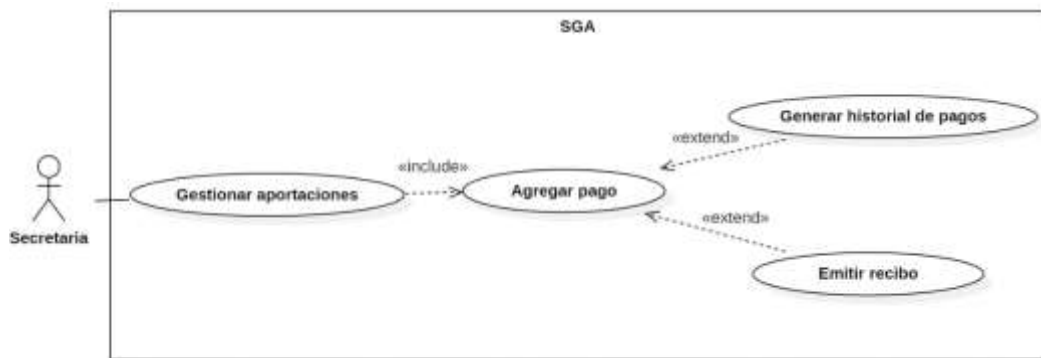 SGA
Generar historial de pagos
«extend»
«include»
Gestionar aportaciones
Agregar pago
«extend»
Secretaria
Emitir recibo